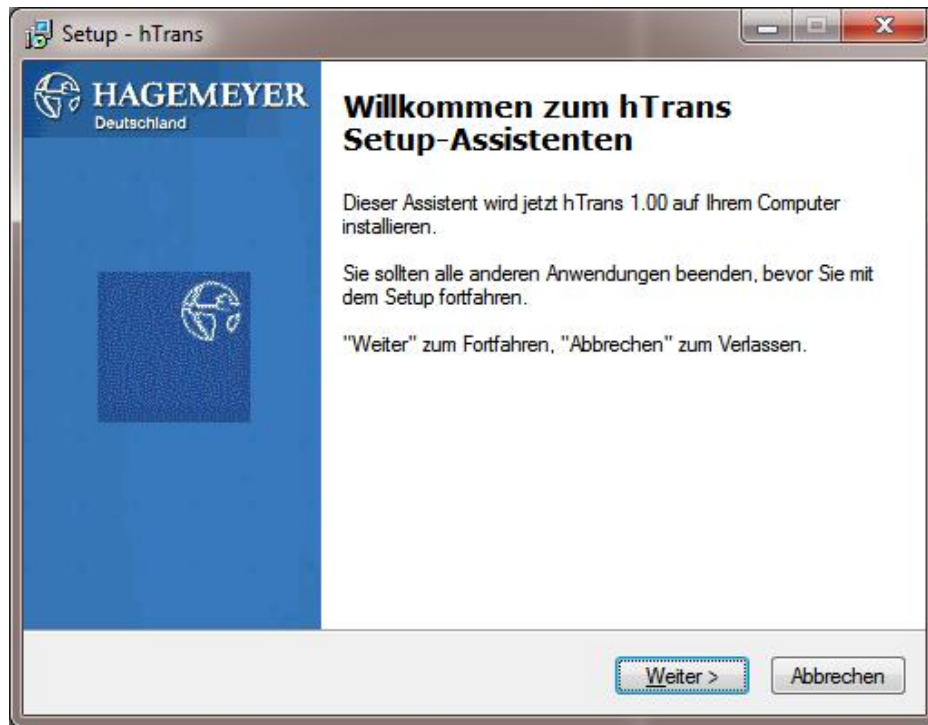 Setup - hTrans
HAGEMEYER
Deutschland
Willkommen zum hTrans
Setup-Assistenten
Dieser Assistent wird jetzt hTrans 1.00 auf Ihrem Computer
installieren.
Sie sollten alle anderen Anwendungen beenden, bevor Sie mit
dem Setup fortfahren.
"Weiter" zum Fortfahren, "Abbrechen" zum Verlassen.
Weiter >
Abbrechen